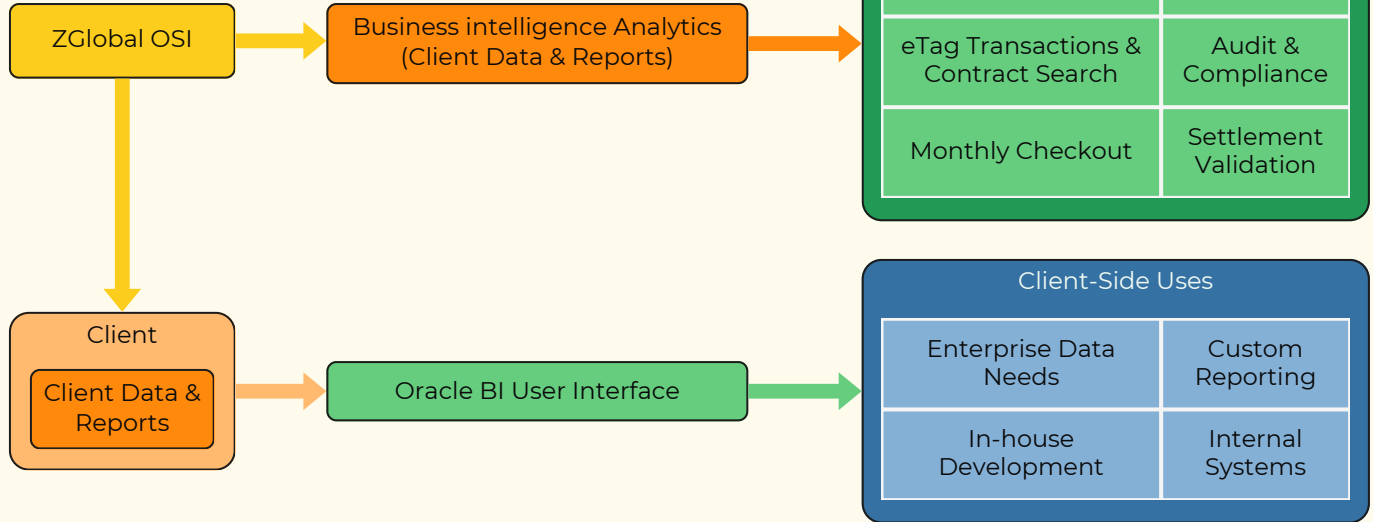 ZGlobal OSI
Business intelligence Analytics
(Client Data & Reports)
eTag Transactions &
Contract Search
Audit &
Compliance
Monthly Checkout
Settlement
Validation
Client
Client Data &
Reports
Oracle BI User Interface
Client-Side Uses
Enterprise Data
Needs
Custom
Reporting
In-house
Development
Internal
Systems